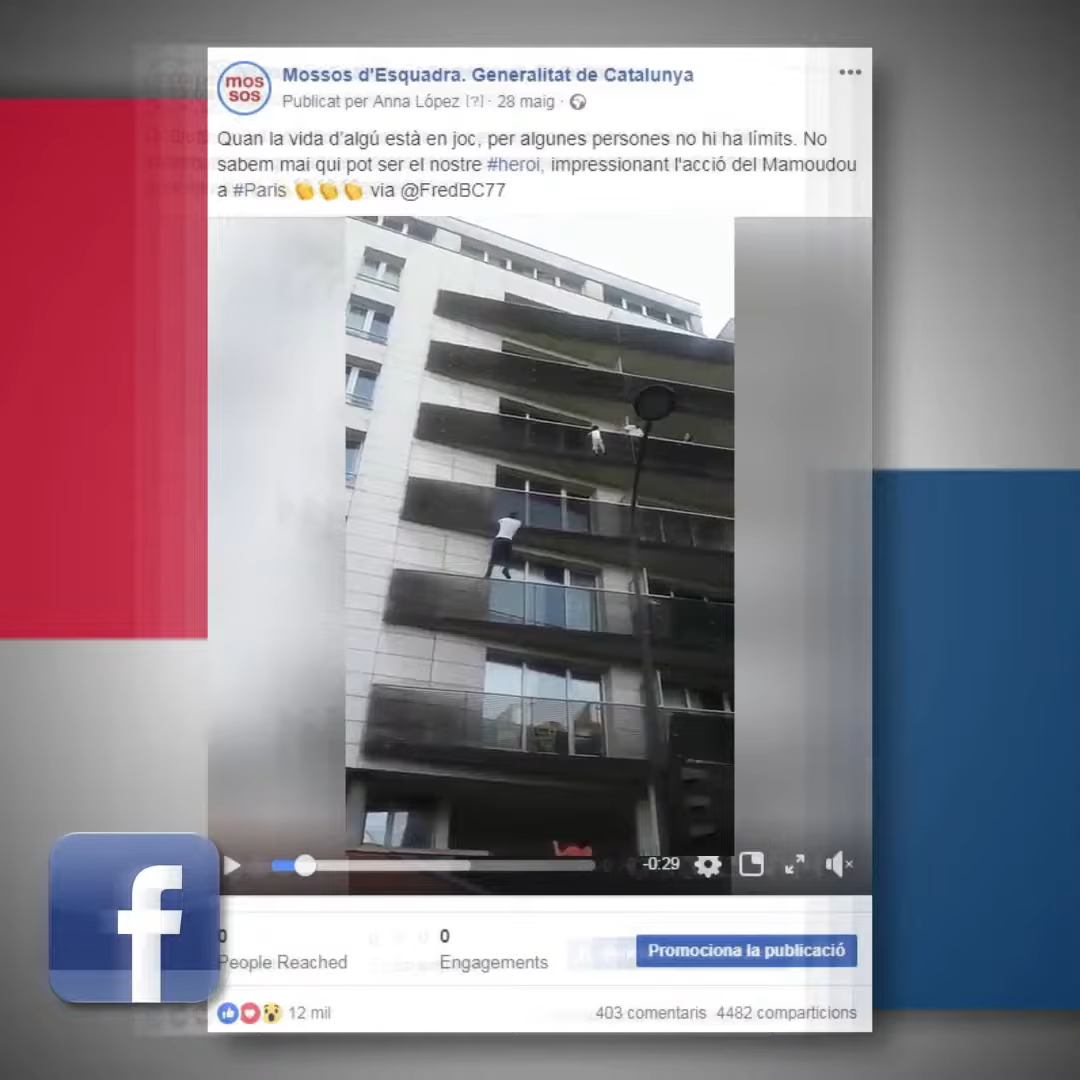 mos
sos
Mossos d'Esquadra. Generalitat de Catalunya
Publicat per Anna López [?] · 28 maig ·
Quan la vida d'algú està en joc, per algunes persones no hi ha límits. No
sabem mai qui pot ser el nostre #heroi, impressionant l'acció del Mamoudou
a #Paris 👏👏👏 via @FredBC77
-0:29
0
0
People Reached
Engagements
Promociona la publicació
12 mil
403 comentaris 4482 comparticions
f